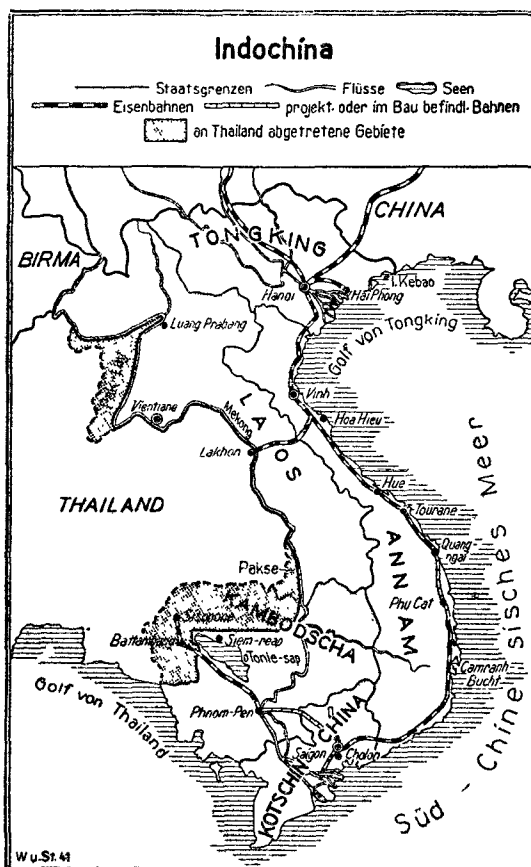 Indochina
Staatsgrenzen Flüsse Seen
Eisenbahnen projekt. oder im Bau befindl. Bahnen
an Thailand abgetretene Gebiete
CHINA
TONGKING
BIRMA
Hanoi
Hai Phong
I. Kebao
Luang Prabang
Golf von Tongking
Vinh
Vientiane
Mekong
LAOS
Hoa Hieu
Lakhon
THAILAND
Hue
Tourane
Quang-
ngai
ANNAM
Pakse
Phu Cat
Sisophone
KAMBODSCHA
Battambang
Siem-reap
Tonle-sap
Camranh-
Bucht
Golf von Thailand
Phnom-Pen
Saigon
Cholon
KOTSCHINCHINA
Süd-Chinesisches Meer
W u. St. 41